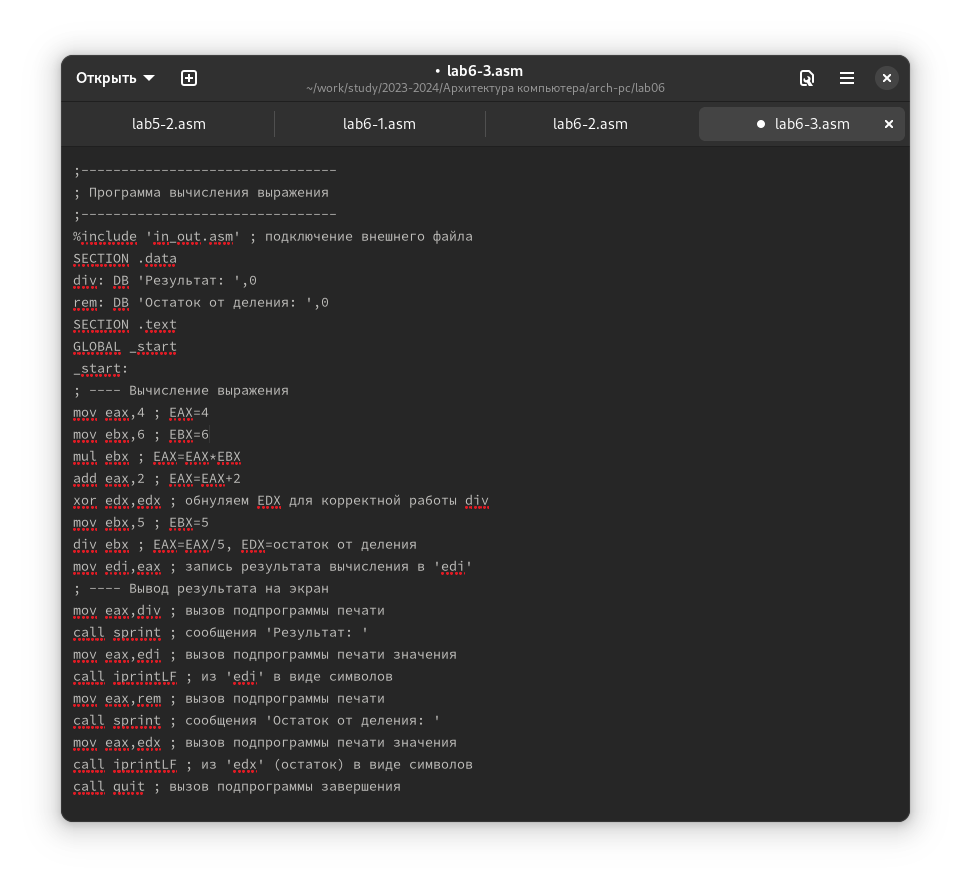 Открыть
• lab6-3.asm
~/work/study/2023-2024/Архитектура компьютера/arch-pc/lab06
lab5-2.asm lab6-1.asm lab6-2.asm ● lab6-3.asm
;--------------------------------
; Программа вычисления выражения
;--------------------------------
%include 'in_out.asm' ; подключение внешнего файла
SECTION .data
div: DB 'Результат: ',0
rem: DB 'Остаток от деления: ',0
SECTION .text
GLOBAL _start
_start:
; ---- Вычисление выражения
mov eax,4 ; EAX=4
mov ebx,6 ; EBX=6
mul ebx ; EAX=EAX*EBX
add eax,2 ; EAX=EAX+2
xor edx,edx ; обнуляем EDX для корректной работы div
mov ebx,5 ; EBX=5
div ebx ; EAX=EAX/5, EDX=остаток от деления
mov edi,eax ; запись результата вычисления в 'edi'
; ---- Вывод результата на экран
mov eax,div ; вызов подпрограммы печати
call sprint ; сообщения 'Результат: '
mov eax,edi ; вызов подпрограммы печати значения
call iprintLF ; из 'edi' в виде символов
mov eax,rem ; вызов подпрограммы печати
call sprint ; сообщения 'Остаток от деления: '
mov eax,edx ; вызов подпрограммы печати значения
call iprintLF ; из 'edx' (остаток) в виде символов
call quit ; вызов подпрограммы завершения